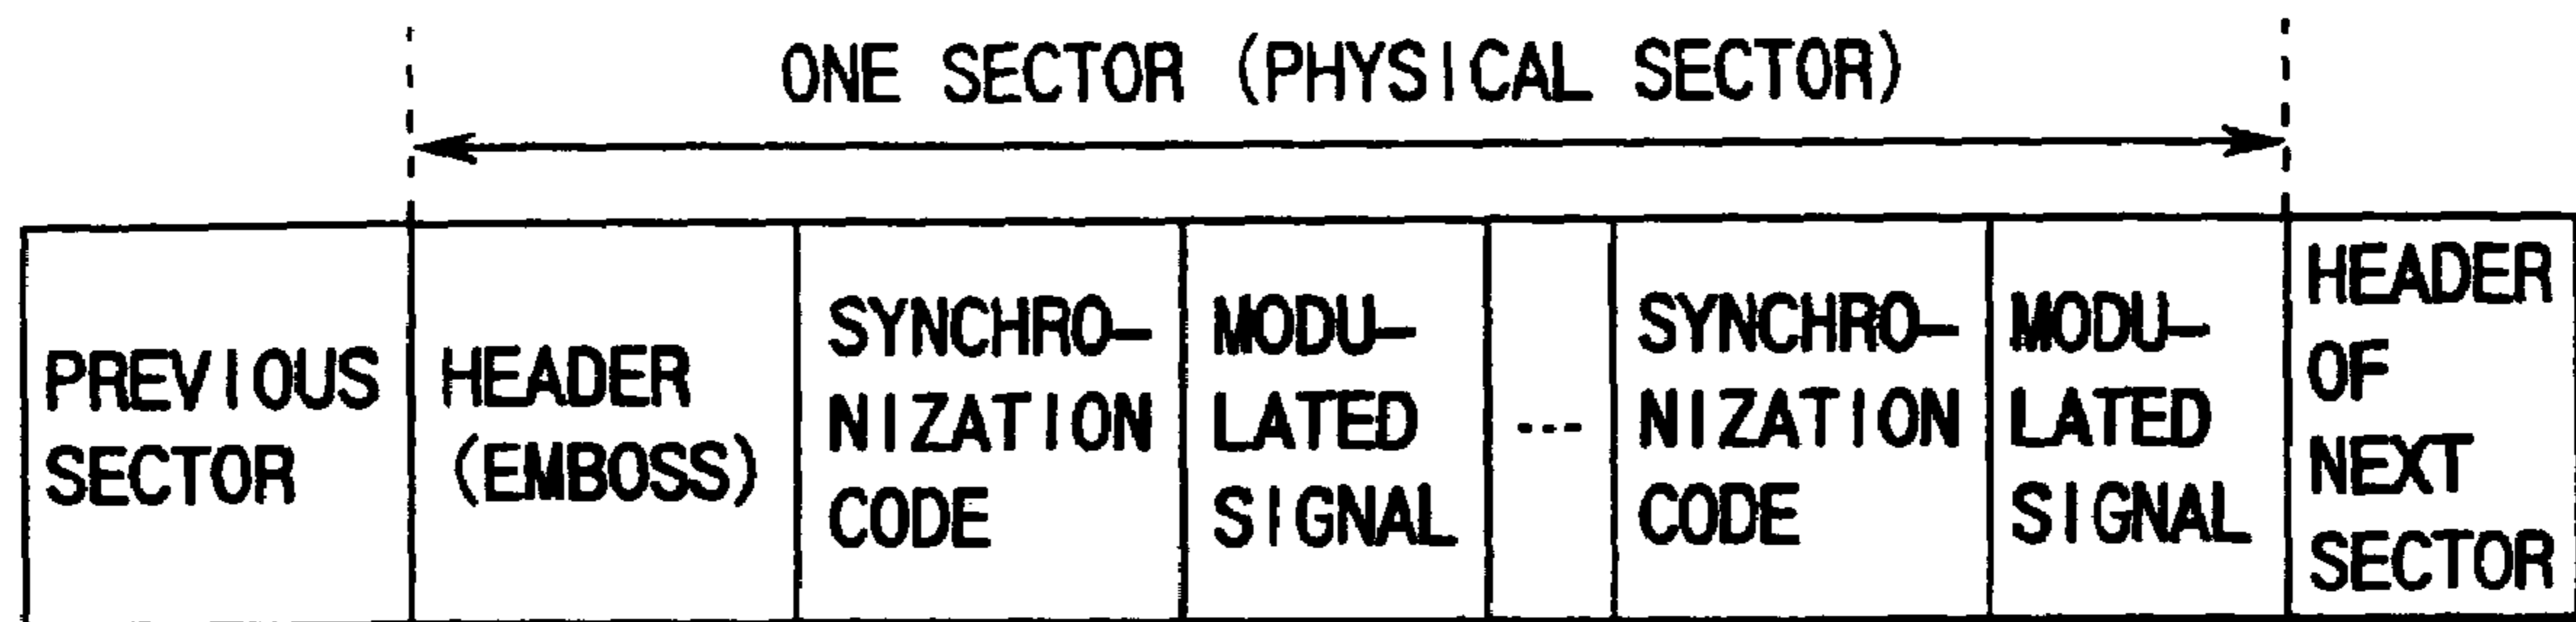 ONE SECTOR (PHYSICAL SECTOR)
PREVIOUS
SECTOR
HEADER
(EMBOSS)
SYNCHRO-
NIZATION
CODE
MODU-
LATED
SIGNAL
---
SYNCHRO-
NIZATION
CODE
MODU-
LATED
SIGNAL
HEADER
OF
NEXT
SECTOR